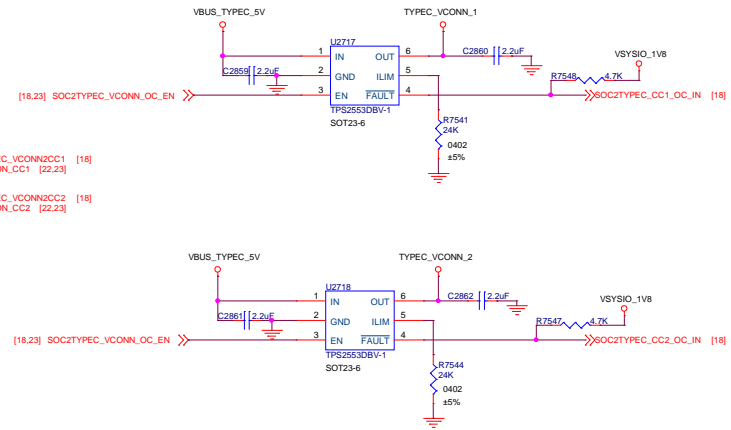 VBUS_TYPEC_5V
TYPEC_VCONN_1
U2717
C2860 2.2uF
VSYSIO_1V8
1 IN OUT 6
C2859 2.2uF
2 GND ILIM 5
R7548 4.7K
[18,23] SOC2TYPEC_VCONN_OC_EN
3 EN FAULT 4
SOC2TYPEC_CC1_OC_IN [18]
TPS2553DBV-1
SOT23-6
R7541
24K
0402
±5%
EC_VCONN2CC1 [18]
ON_CC1 [22,23]
EC_VCONN2CC2 [18]
ON_CC2 [22,23]
VBUS_TYPEC_5V
TYPEC_VCONN_2
U2718
C2862 2.2uF
VSYSIO_1V8
1 IN OUT 6
C2861 2.2uF
2 GND ILIM 5
R7547 4.7K
[18,23] SOC2TYPEC_VCONN_OC_EN
3 EN FAULT 4
SOC2TYPEC_CC2_OC_IN [18]
TPS2553DBV-1
SOT23-6
R7544
24K
0402
±5%